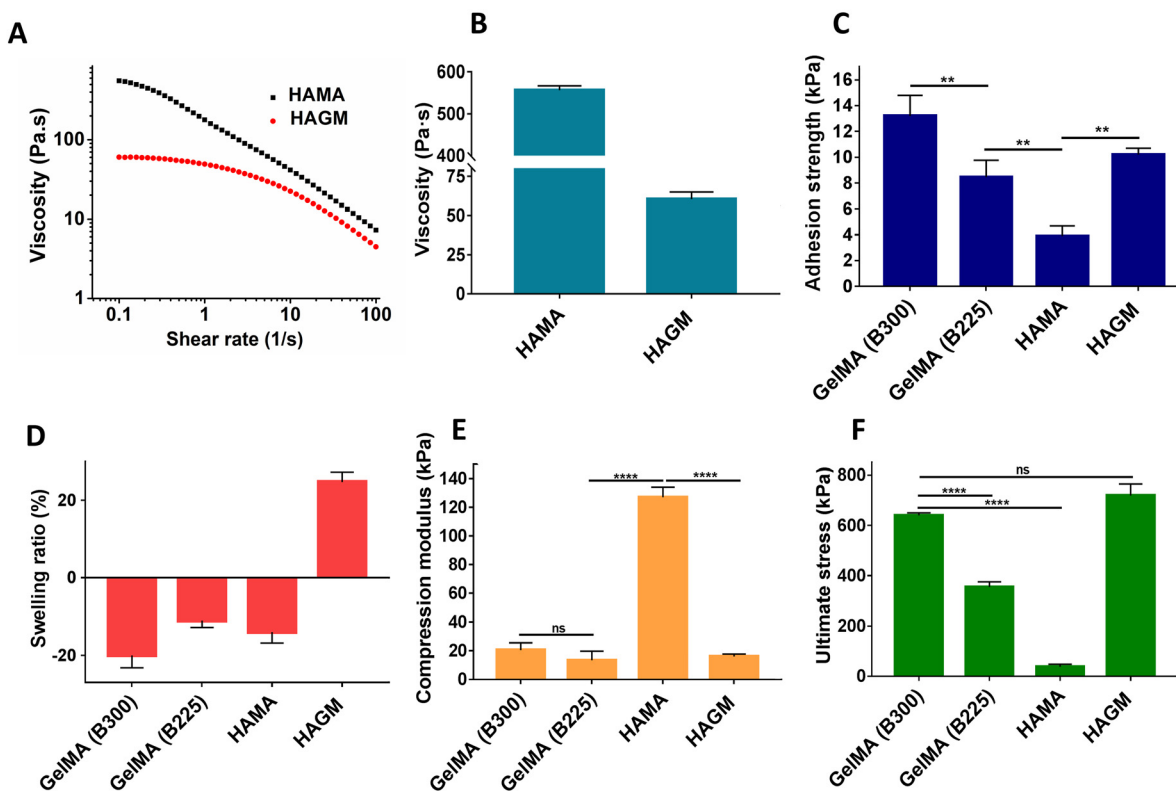 A
Viscosity (Pa.s)
100
10
1
HAMA
HAGM
0.1
1
10
100
Shear rate (1/s)
B
Viscosity (Pa·s)
600
500
400
75
50
25
0
HAMA
HAGM
C
Adhesion strength (kPa)
16
14
12
10
8
6
4
2
0
**
**
**
GelMA (B300)
GelMA (B225)
HAMA
HAGM
D
Swelling ratio (%)
20
0
-20
GelMA (B300)
GelMA (B225)
HAMA
HAGM
E
Compression modulus (kPa)
140
120
100
80
60
40
20
0
ns
****
****
GelMA (B300)
GelMA (B225)
HAMA
HAGM
F
Ultimate stress (kPa)
800
600
400
200
0
ns
****
****
GelMA (B300)
GelMA (B225)
HAMA
HAGM